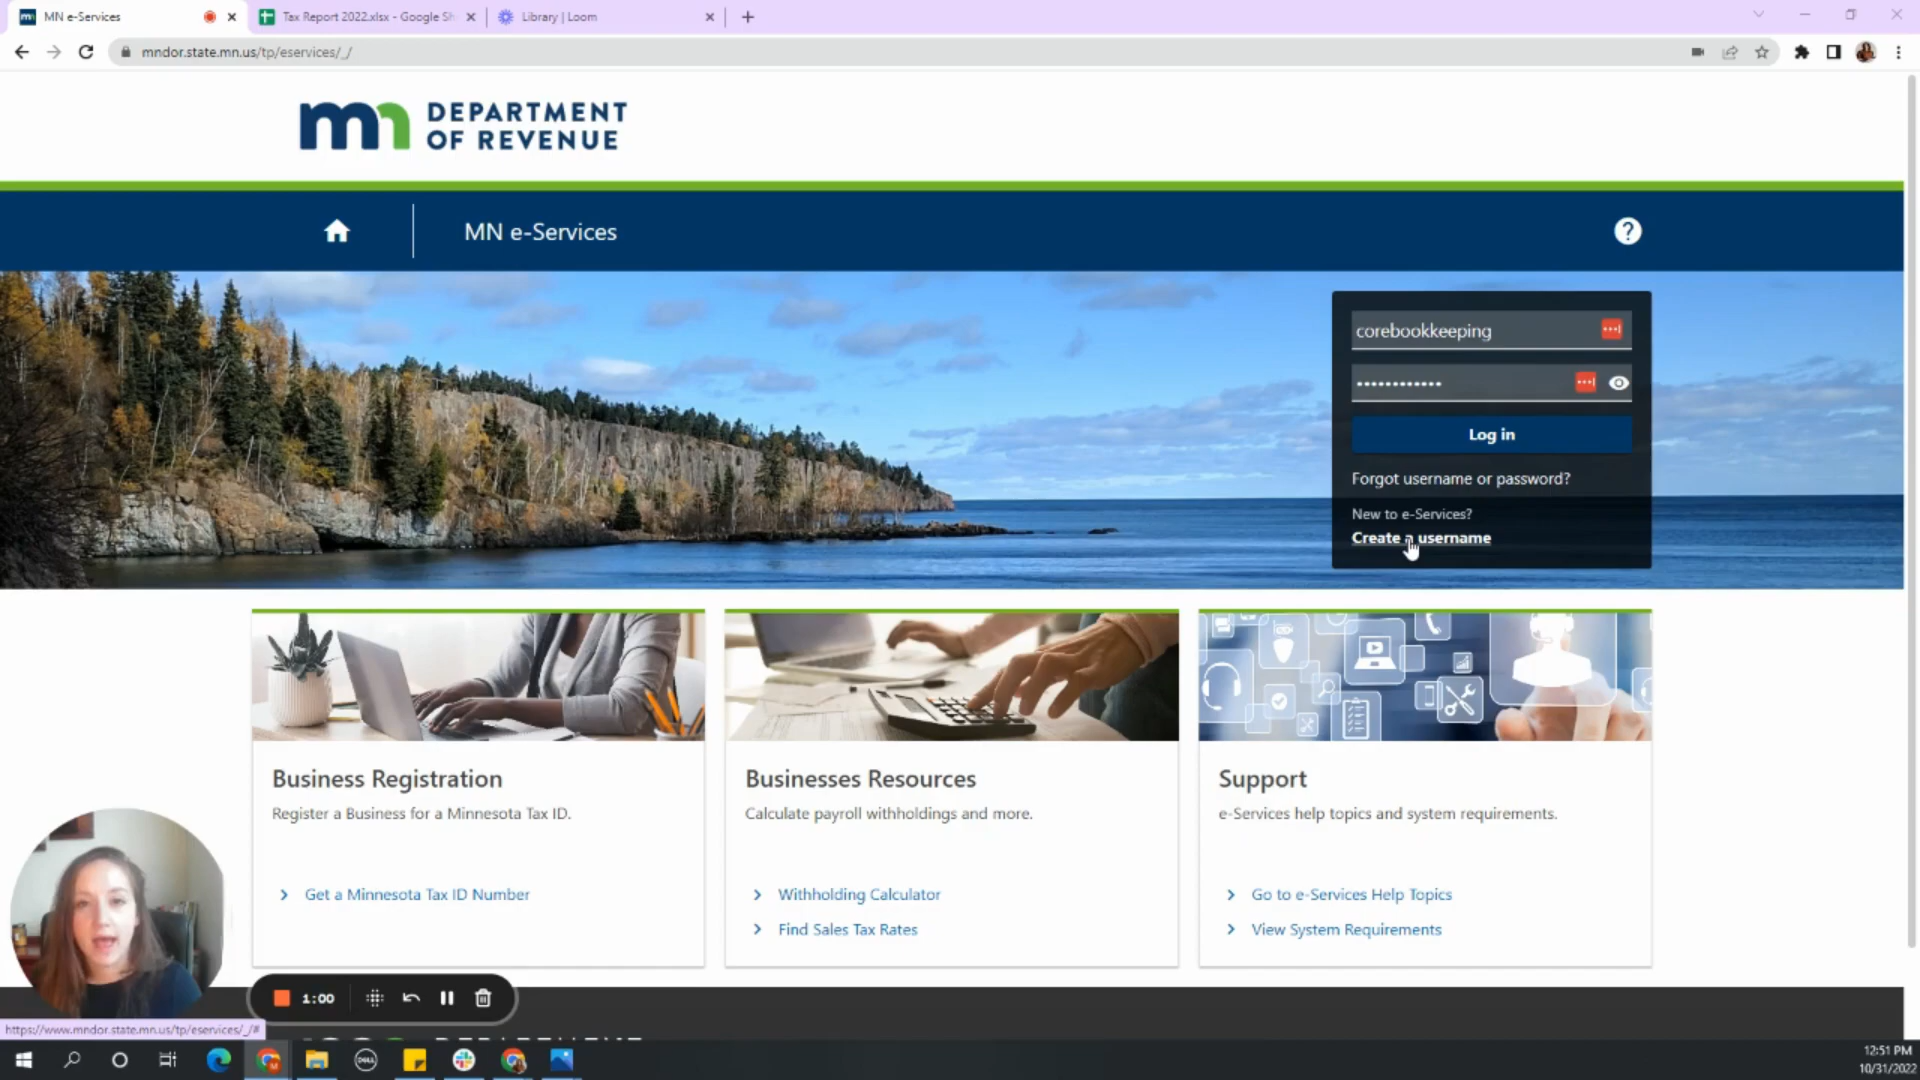 MN e-Services
Tax Report 2022.xlsx - Google Sh
Library | Loom
mndor.state.mn.us/tp/eservices/_/
mn DEPARTMENT
OF REVENUE
MN e-Services
?
corebookkeeping
••••••••••••
Log in
Forgot username or password?
New to e-Services?
Create a username
Business Registration
Register a Business for a Minnesota Tax ID.
Get a Minnesota Tax ID Number
Businesses Resources
Calculate payroll withholdings and more.
Withholding Calculator
Find Sales Tax Rates
Support
e-Services help topics and system requirements.
Go to e-Services Help Topics
View System Requirements
1:00
https://www.mndor.state.mn.us/tp/eservices/_/#
DELL
12:51 PM
10/31/2022